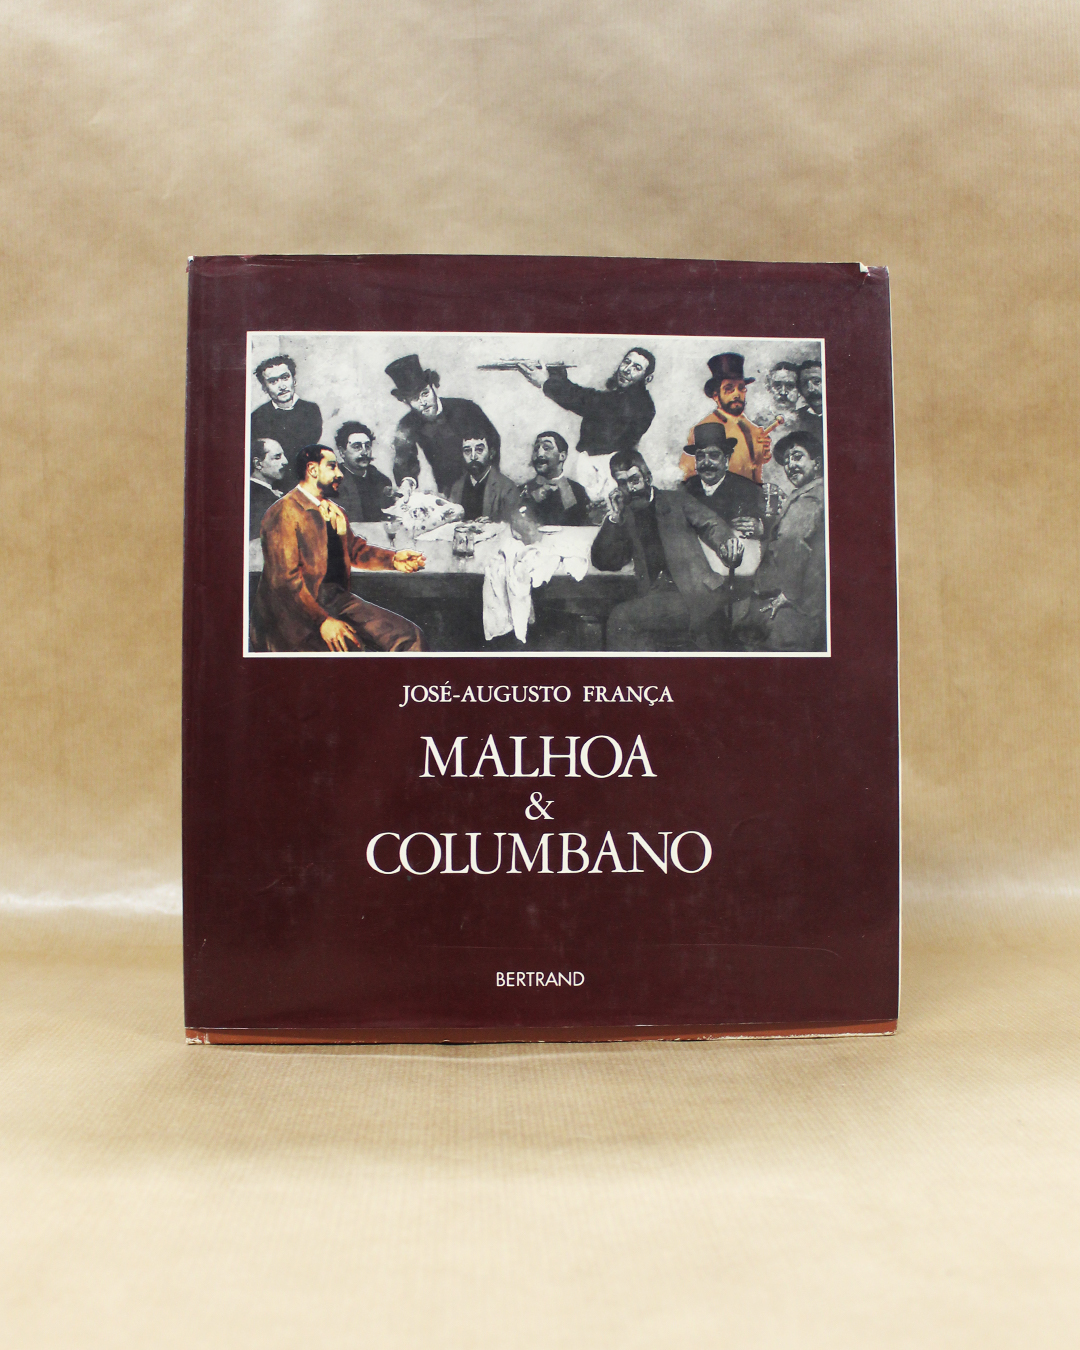 JOSÉ-AUGUSTO FRANÇA
MALHOA
&
COLUMBANO
BERTRAND